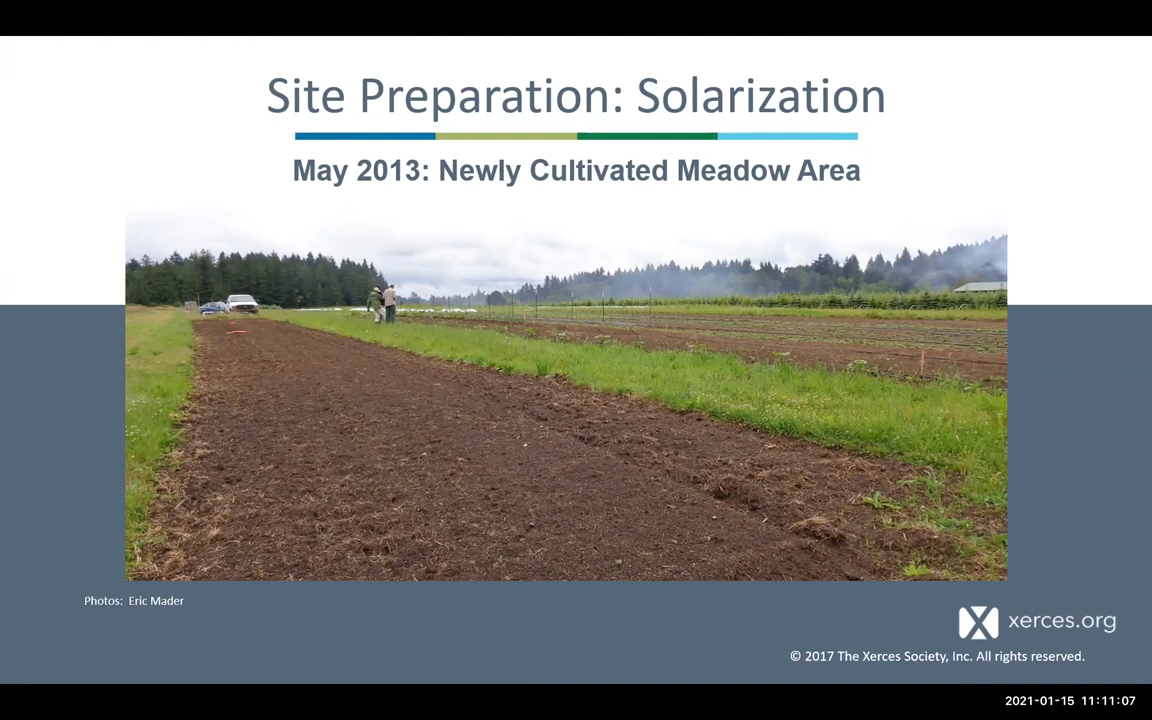 Site Preparation: Solarization
May 2013: Newly Cultivated Meadow Area
Photos: Eric Mader
xerces.org
© 2017 The Xerces Society, Inc. All rights reserved.
2021-01-15 11:11:07